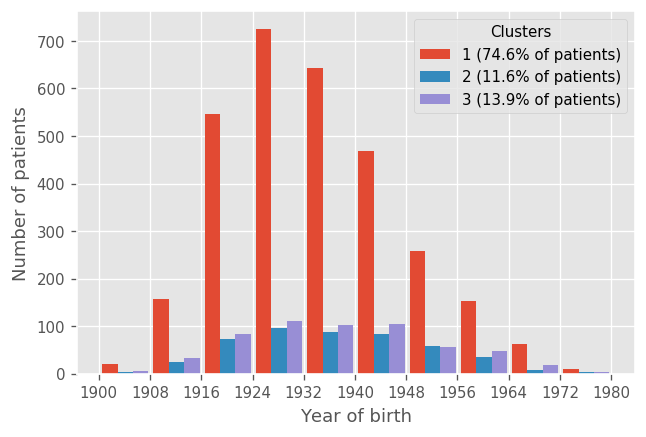 Clusters
1 (74.6% of patients)
2 (11.6% of patients)
3 (13.9% of patients)
Number of patients
700
600
500
400
300
200
100
0
1900 1908 1916 1924 1932 1940 1948 1956 1964 1972 1980
Year of birth